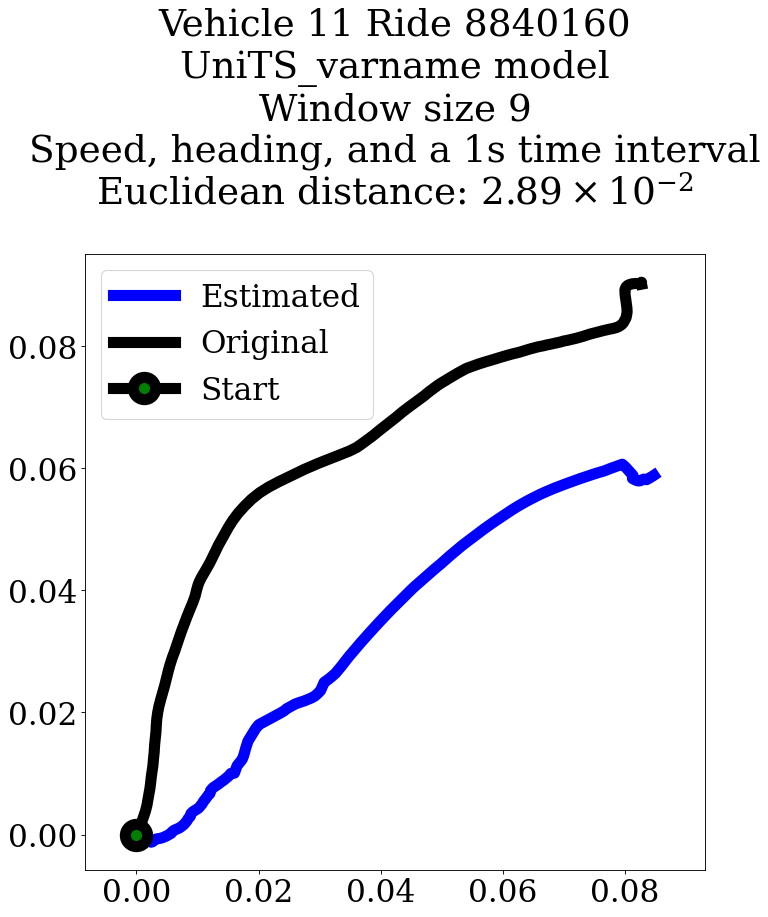 Vehicle 11 Ride 8840160
UniTS_varname model
Window size 9
Speed, heading, and a 1s time interval
Euclidean distance: 2.89 × 10⁻²
Estimated
Original
Start
0.08
0.06
0.04
0.02
0.00
0.00 0.02 0.04 0.06 0.08